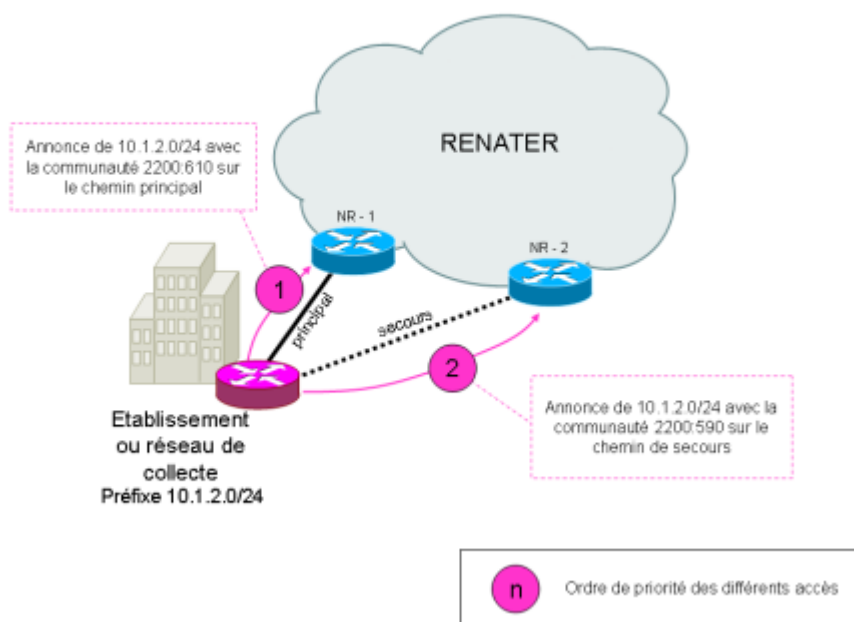 RENATER
Annonce de 10.1.2.0/24 avec
la communauté 2200:610 sur
le chemin principal
NR - 1
NR - 2
1
principal
secours
2
Etablissement
ou réseau de
collecte
Préfixe 10.1.2.0/24
Annonce de 10.1.2.0/24 avec la
communauté 2200:590 sur le
chemin de secours
n
Ordre de priorité des différents accès